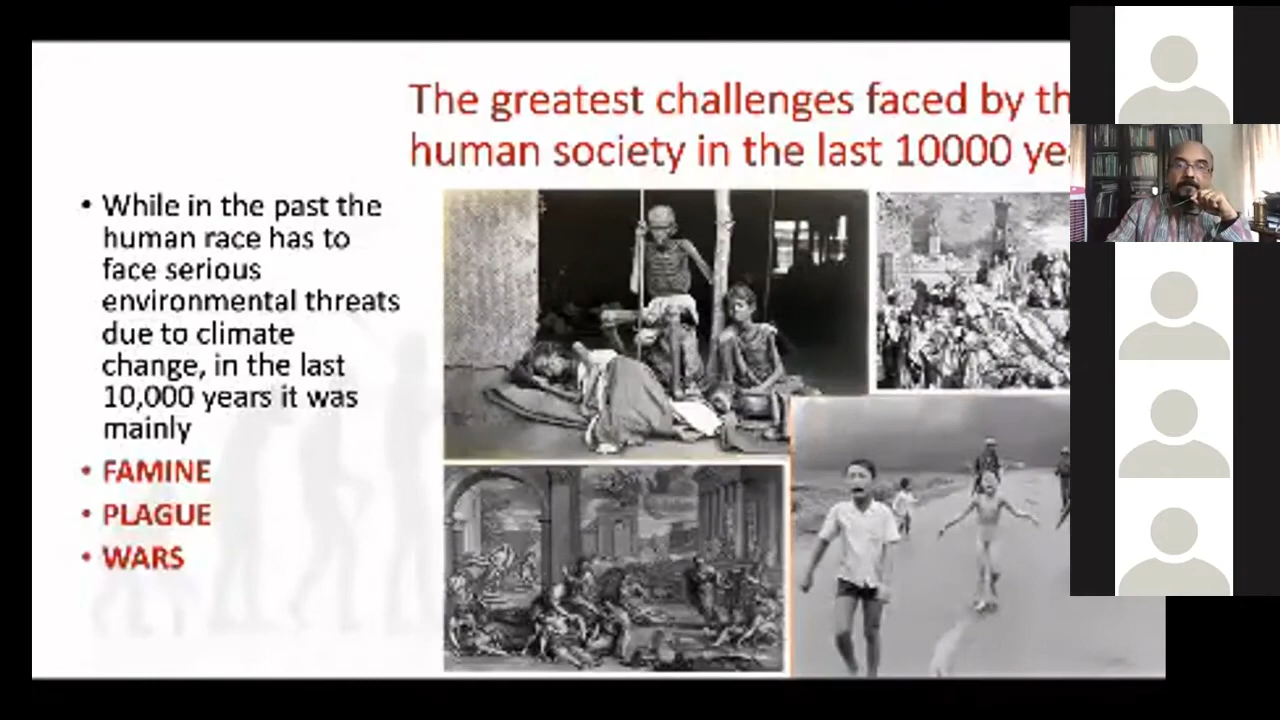 The greatest challenges faced by th
human society in the last 10000 ye
• While in the past the
human race has to
face serious
environmental threats
due to climate
change, in the last
10,000 years it was
mainly
• FAMINE
• PLAGUE
• WARS